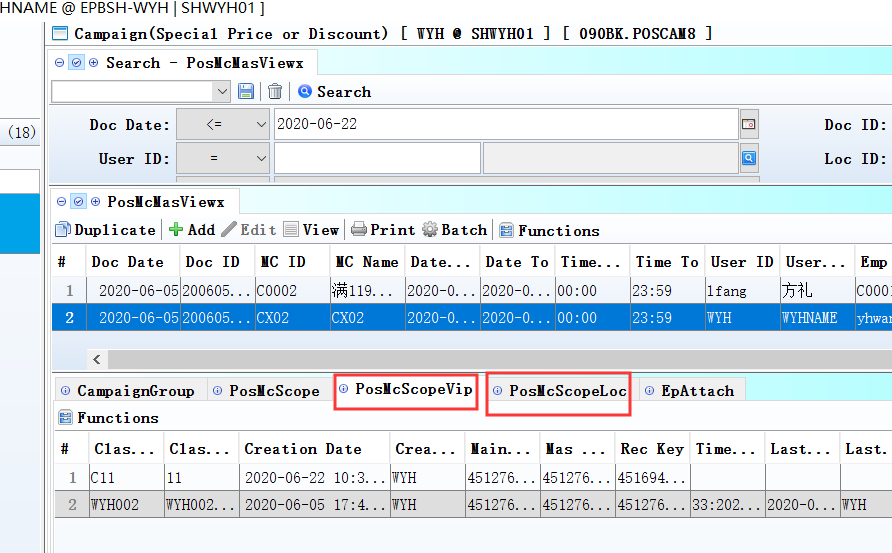 HNAME @ EPBSH-WYH | SHWYH01 ]
Campaign(Special Price or Discount) [ WYH @ SHWYH01 ] [ 090BK.POSCAM8 ]
Search - PosMcMasViewx
Search
(18)
Doc Date: <= 2020-06-22 Doc ID:
User ID: = Loc ID:
PosMcMasViewx
Duplicate Add Edit View Print Batch Functions
# Doc Date Doc ID MC ID MC Name Date... Date To Time... Time To User ID User... Emp
1 2020-06-05 200605... C0002 满119... 2020-0... 2020-0... 00:00 23:59 lfang 方礼 C0001
2 2020-06-05 200605... CX02 CX02 2020-0... 2020-0... 00:00 23:59 WYH WYHNAME yhwan
CampaignGroup PosMcScope PosMcScopeVip PosMcScopeLoc EpAttach
Functions
# Clas... Clas... Creation Date Crea... Main... Mas ... Rec Key Time... Last... Last.
1 C11 11 2020-06-22 10:3... WYH 451276... 451276... 451694...
2 WYH002 WYH002... 2020-06-05 17:4... WYH 451276... 451276... 451276... 33:202... 2020-0... WYH